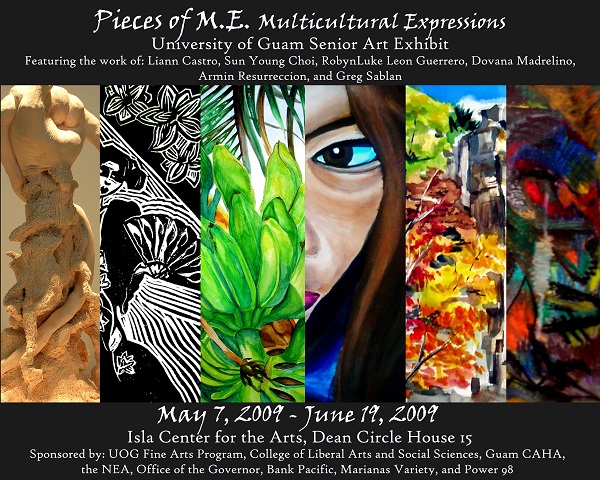 Pieces of M.E. Multicultural Expressions
University of Guam Senior Art Exhibit
Featuring the work of: Liann Castro, Sun Young Choi, RobynLuke Leon Guerrero, Dovana Madrelino,
Armin Resurreccion, and Greg Sablan
May 7, 2009 - June 19, 2009
Isla Center for the Arts, Dean Circle House 15
Sponsored by: UOG Fine Arts Program, College of Liberal Arts and Social Sciences, Guam CAHA,
the NEA, Office of the Governor, Bank Pacific, Marianas Variety, and Power 98